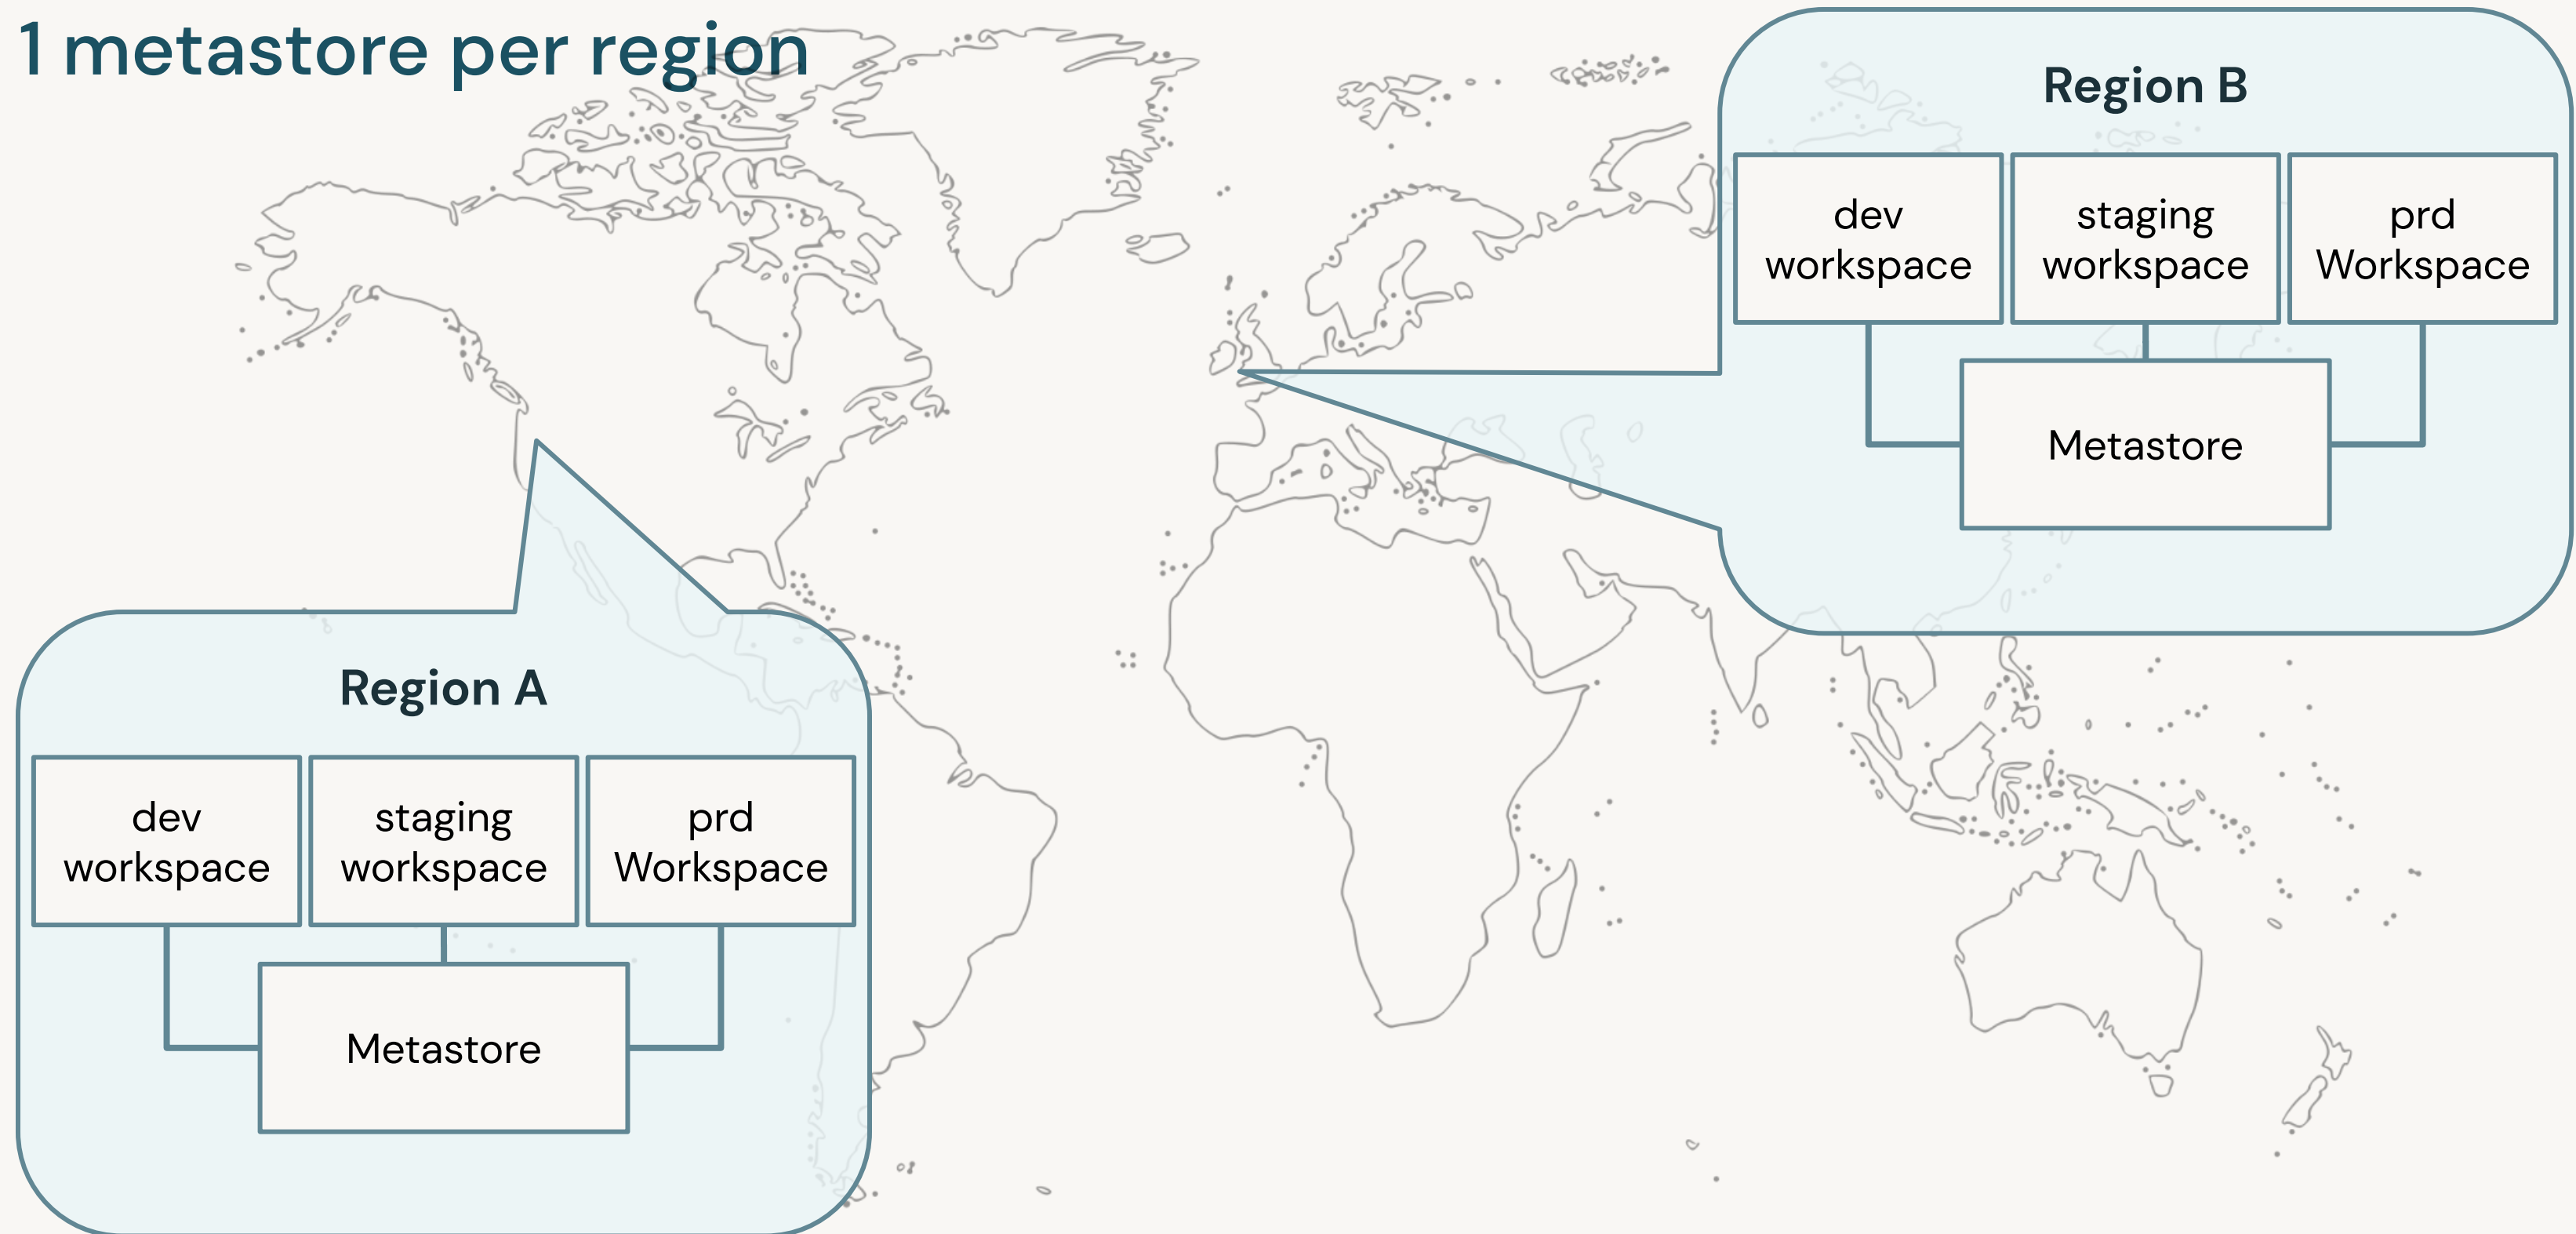 1 metastore per region
Region B
dev
workspace
staging
workspace
prd
Workspace
Metastore
Region A
dev
workspace
staging
workspace
prd
Workspace
Metastore